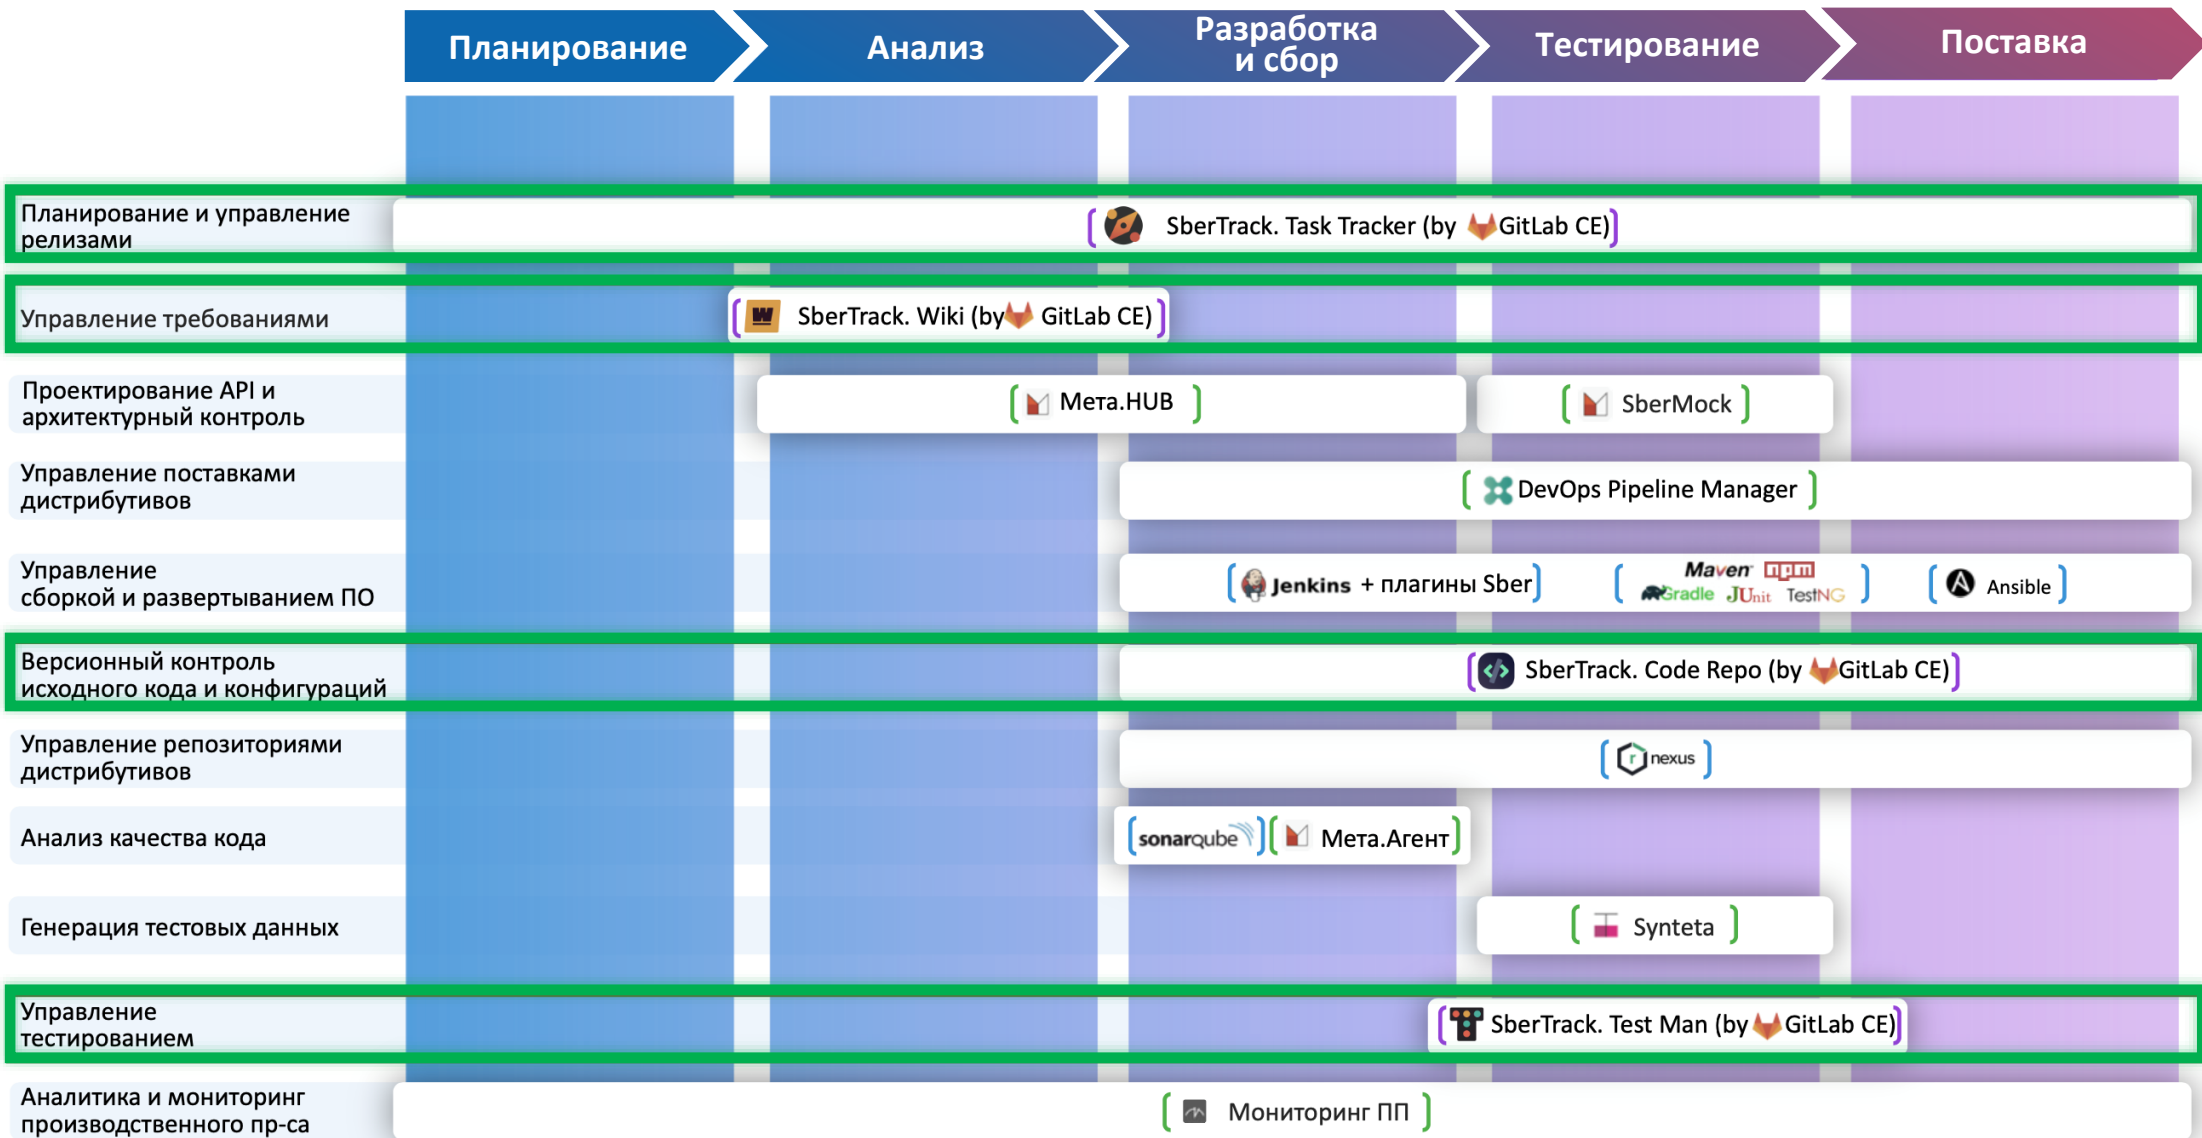 Планирование
Анализ
Разработка
и сбор
Тестирование
Поставка
Планирование и управление
релизами
SberTrack. Task Tracker (by GitLab CE)
Управление требованиями
W SberTrack. Wiki (by GitLab CE)
Проектирование API и
архитектурный контроль
Мета.HUB
SberMock
Управление поставками
дистрибутивов
DevOps Pipeline Manager
Управление
сборкой и развертыванием ПО
Jenkins + плагины Sber
Maven npm
Gradle JUnit TestNG
A Ansible
Версионный контроль
исходного кода и конфигураций
</> SberTrack. Code Repo (by GitLab CE)
Управление репозиториями
дистрибутивов
r nexus
Анализ качества кода
sonarqube
Мета.Агент
Генерация тестовых данных
Synteta
Управление
тестированием
SberTrack. Test Man (by GitLab CE)
Аналитика и мониторинг
производственного пр-са
Мониторинг ПП